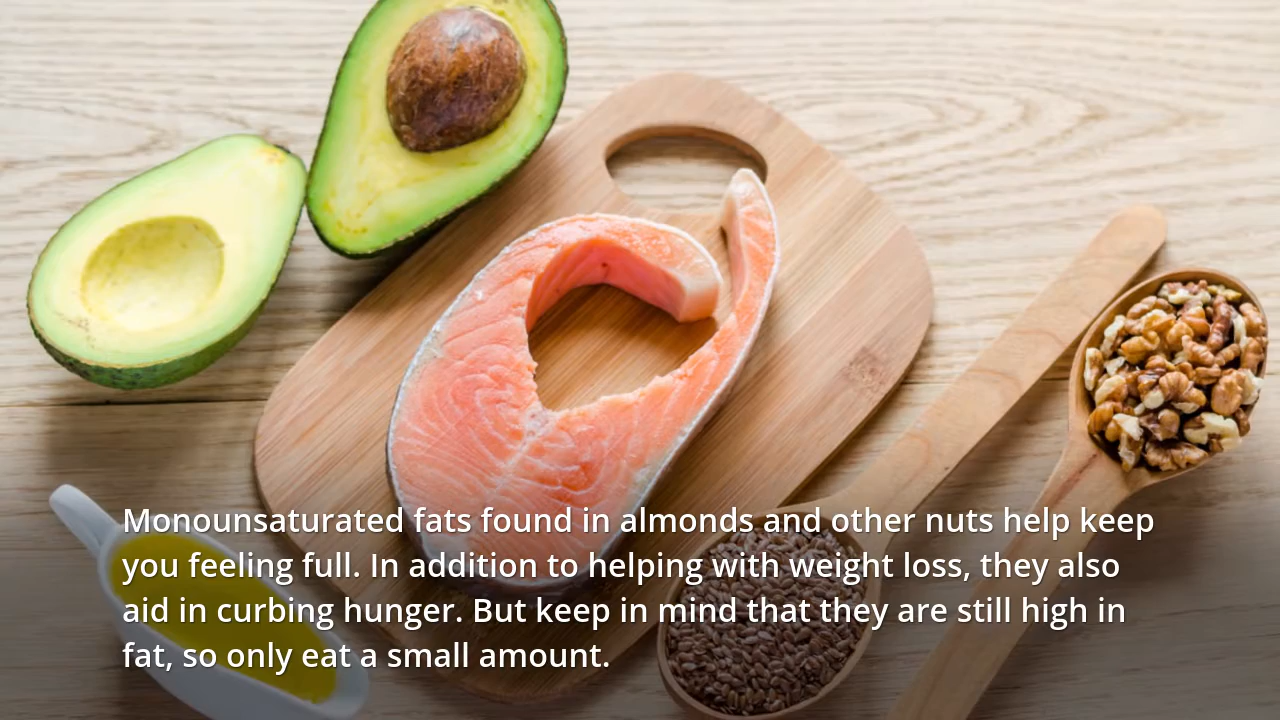 Monounsaturated fats found in almonds and other nuts help keep
you feeling full. In addition to helping with weight loss, they also
aid in curbing hunger. But keep in mind that they are still high in
fat, so only eat a small amount.